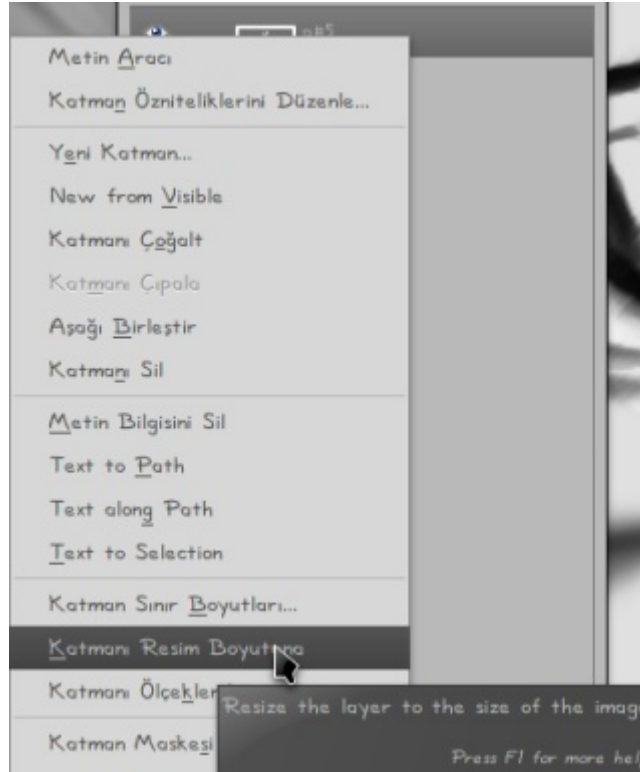 Metin Aracı
Katman Özniteliklerini Düzenle...
Yeni Katman...
New from Visible
Katmanı Çoğalt
Katmanı Çıpala
Aşağı Birleştir
Katmanı Sil
Metin Bilgisini Sil
Text to Path
Text along Path
Text to Selection
Katman Sınır Boyutları...
Katmanı Resim Boyutuna
Katmanı Ölçekle
Resize the layer to the size of the imag
Katman Maskesi
Press F1 for more hel